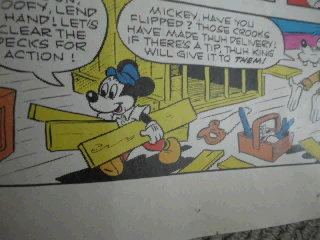 OOFY, LEND
HAND! LET'S
CLEAR THE
DECKS FOR
ACTION!
MICKEY, HAVE YOU
FLIPPED? THOSE CROOKS
HAVE MADE THUH DELIVERY!
IF THERE'S A TIP, THUH KING
WILL GIVE IT TO THEM!